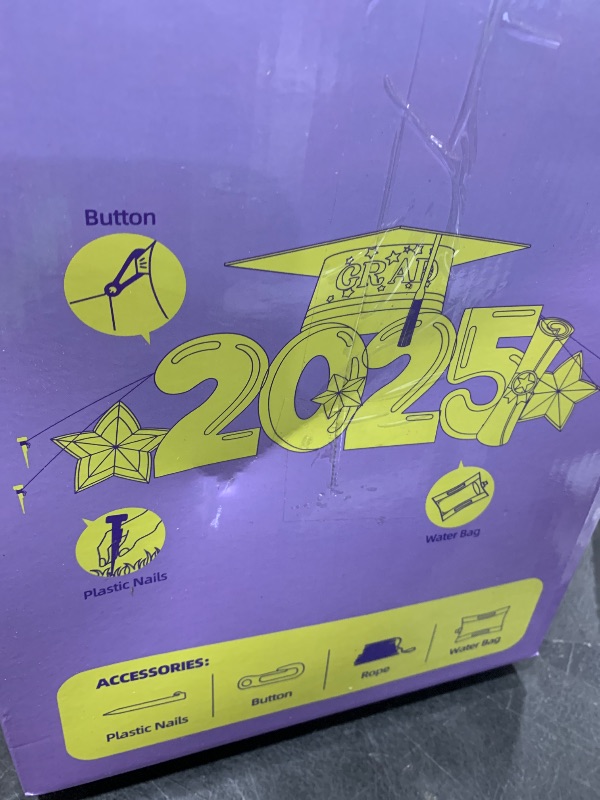 Button
GRAD
2025
Plastic Nails
Water Bag
ACCESSORIES:
Plastic Nails
Button
Rope
Water Bag